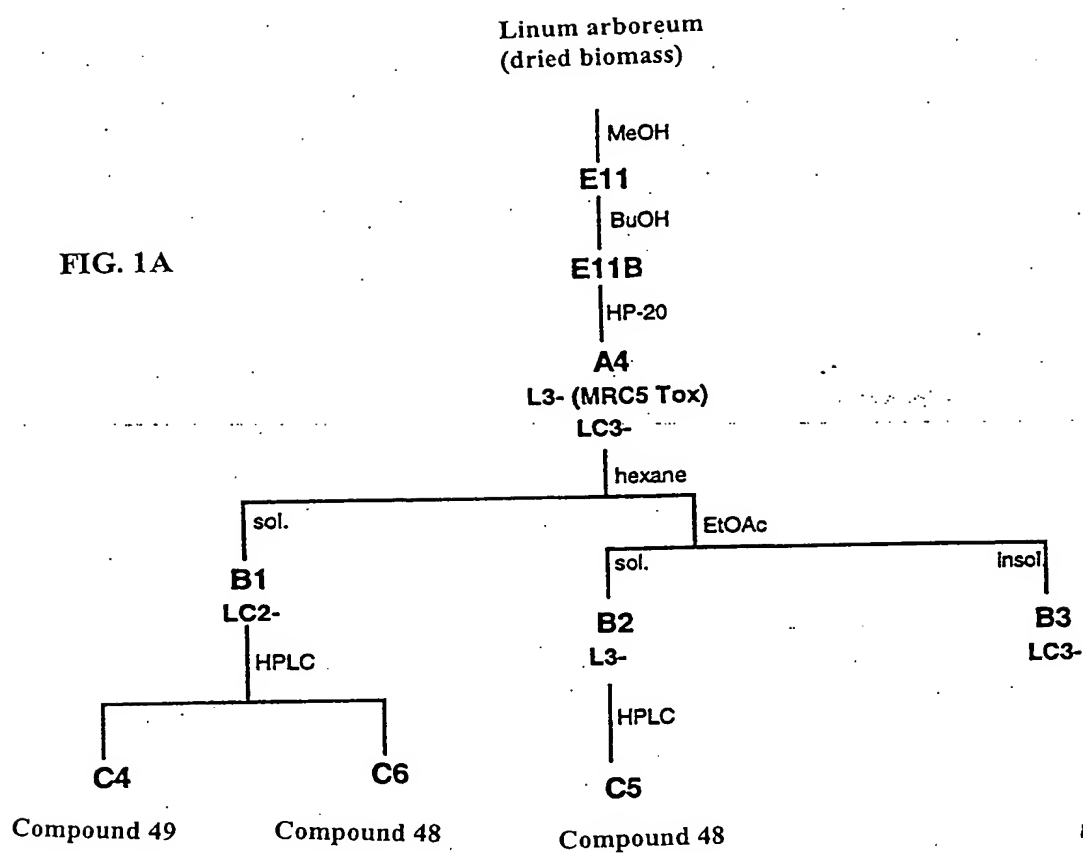 Linum arboreum
(dried biomass)
MeOH
E11
BuOH
FIG. 1A
E11B
HP-20
A4
L3- (MRC5 Tox)
LC3-
hexane
sol.
EtOAc
sol.
insol.
B1
LC2-
B2
L3-
B3
LC3-
HPLC
HPLC
C4
C6
C5
Compound 49
Compound 48
Compound 48